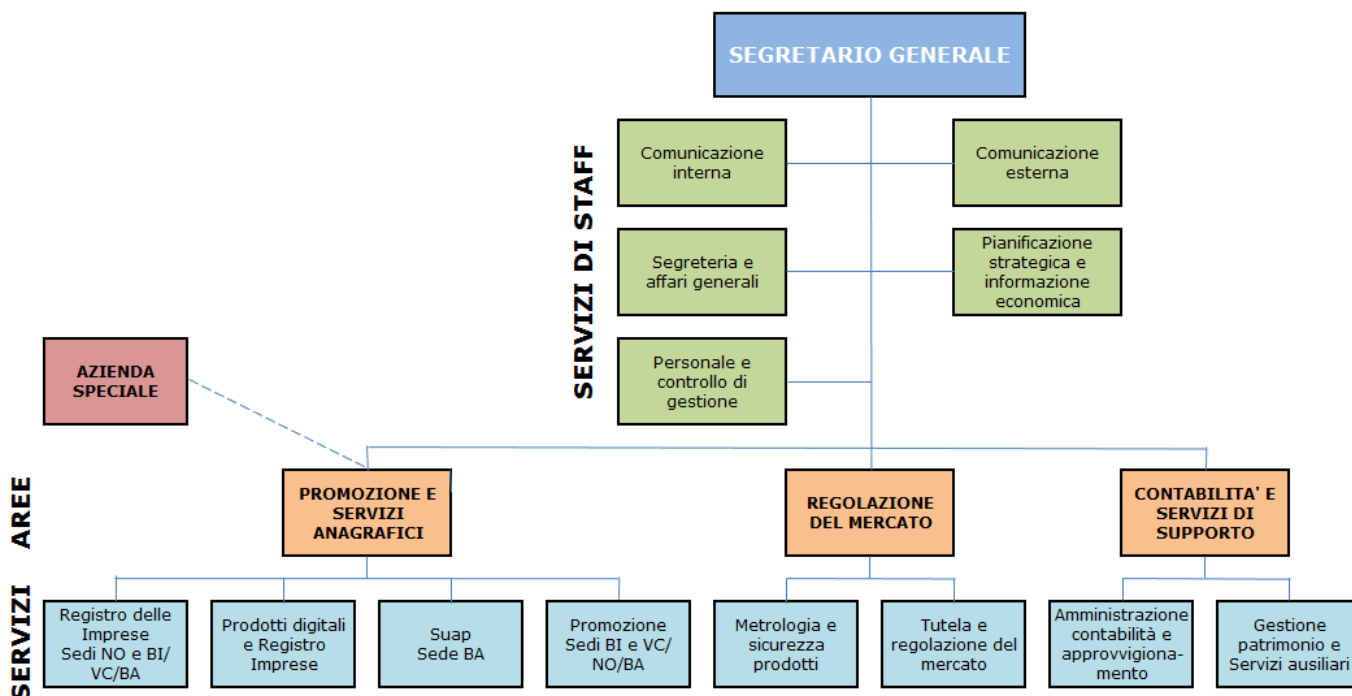 SEGRETARIO GENERALE
SERVIZI DI STAFF
Comunicazione
interna
Comunicazione
esterna
Segreteria e
affari generali
Pianificazione
strategica e
informazione
economica
Personale e
controllo di
gestione
AZIENDA
SPECIALE
AREE
PROMOZIONE E
SERVIZI
ANAGRAFICI
REGOLAZIONE
DEL MERCATO
CONTABILITA' E
SERVIZI DI
SUPPORTO
SERVIZI
Registro delle
Imprese
Sedi NO e BI/
VC/BA
Prodotti digitali
e Registro
Imprese
Suap
Sede BA
Promozione
Sedi BI e VC/
NO/BA
Metrologia e
sicurezza
prodotti
Tutela e
regolazione del
mercato
Amministrazione
contabilità e
approvvigiona-
mento
Gestione
patrimonio e
Servizi ausiliari